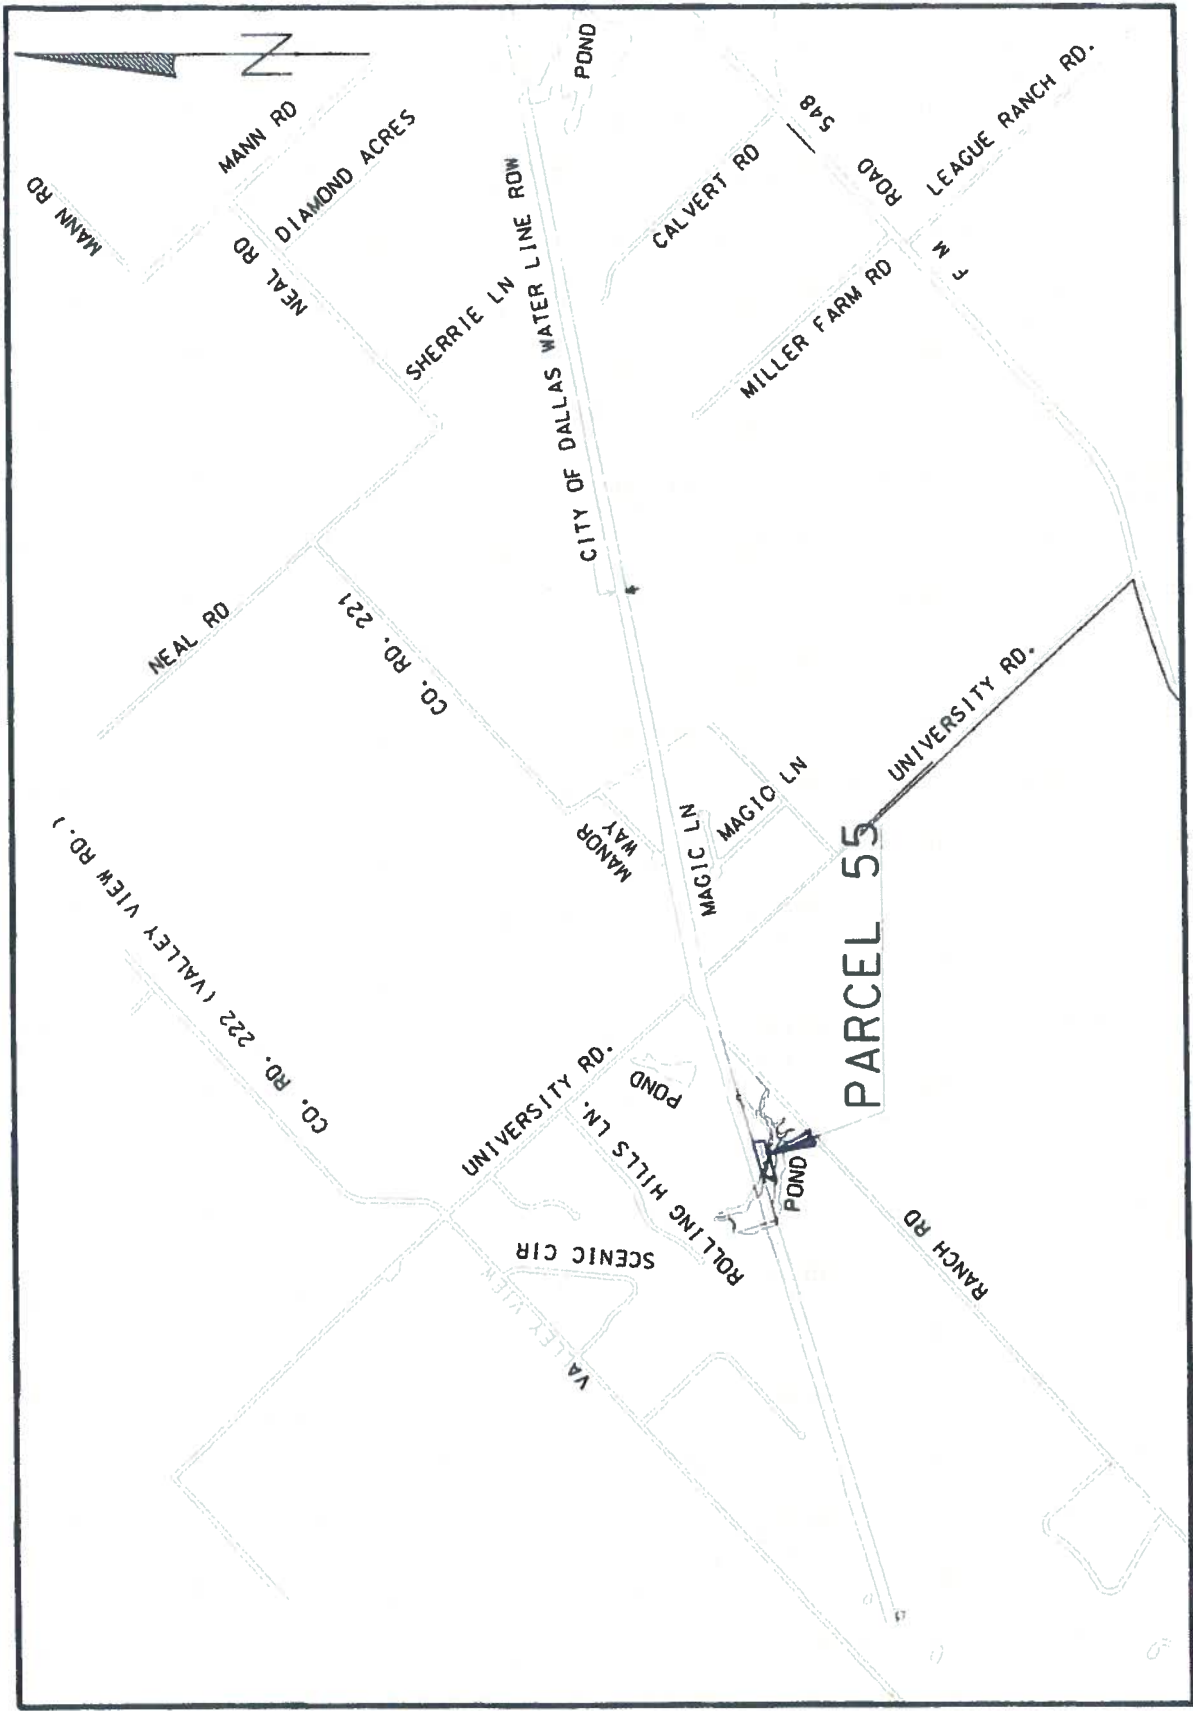 N
POND
MANN RD
MANN RD
DIAMOND ACRES
NEAL RD
SHERRIE LN
CITY OF DALLAS WATER LINE ROW
CALVERT RD
F M ROAD 548
LEAGUE RANCH RD.
MILLER FARM RD
NEAL RD
CO. RD. 221
UNIVERSITY RD.
MANOR
WAY
MAGIC LN
MAGIC LN
PARCEL 55
CO. RD. 222 (VALLEY VIEW RD.)
UNIVERSITY RD.
POND
ROLLING HILLS LN.
POND
SCENIC CIR
RANCH RD
VALLEY VIEW
VA